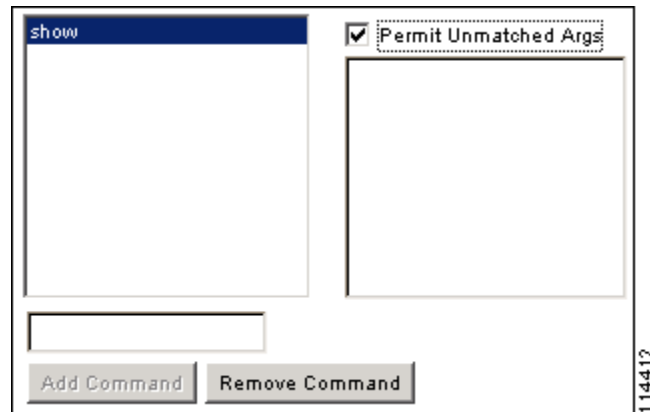 show
Permit Unmatched Args
Add Command
Remove Command
114412